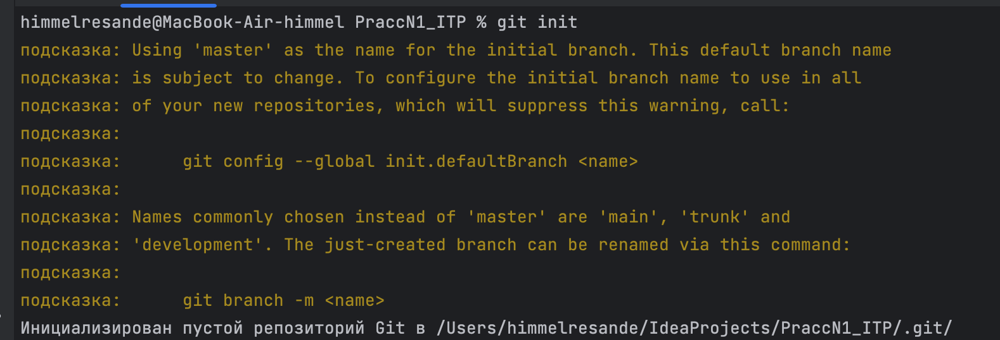 himmelresande@MacBook-Air-himmel PraccN1_ITP % git init
подсказка: Using 'master' as the name for the initial branch. This default branch name
подсказка: is subject to change. To configure the initial branch name to use in all
подсказка: of your new repositories, which will suppress this warning, call:
подсказка:
подсказка:      git config --global init.defaultBranch <name>
подсказка:
подсказка: Names commonly chosen instead of 'master' are 'main', 'trunk' and
подсказка: 'development'. The just-created branch can be renamed via this command:
подсказка:
подсказка:      git branch -m <name>
Инициализирован пустой репозиторий Git в /Users/himmelresande/IdeaProjects/PraccN1_ITP/.git/